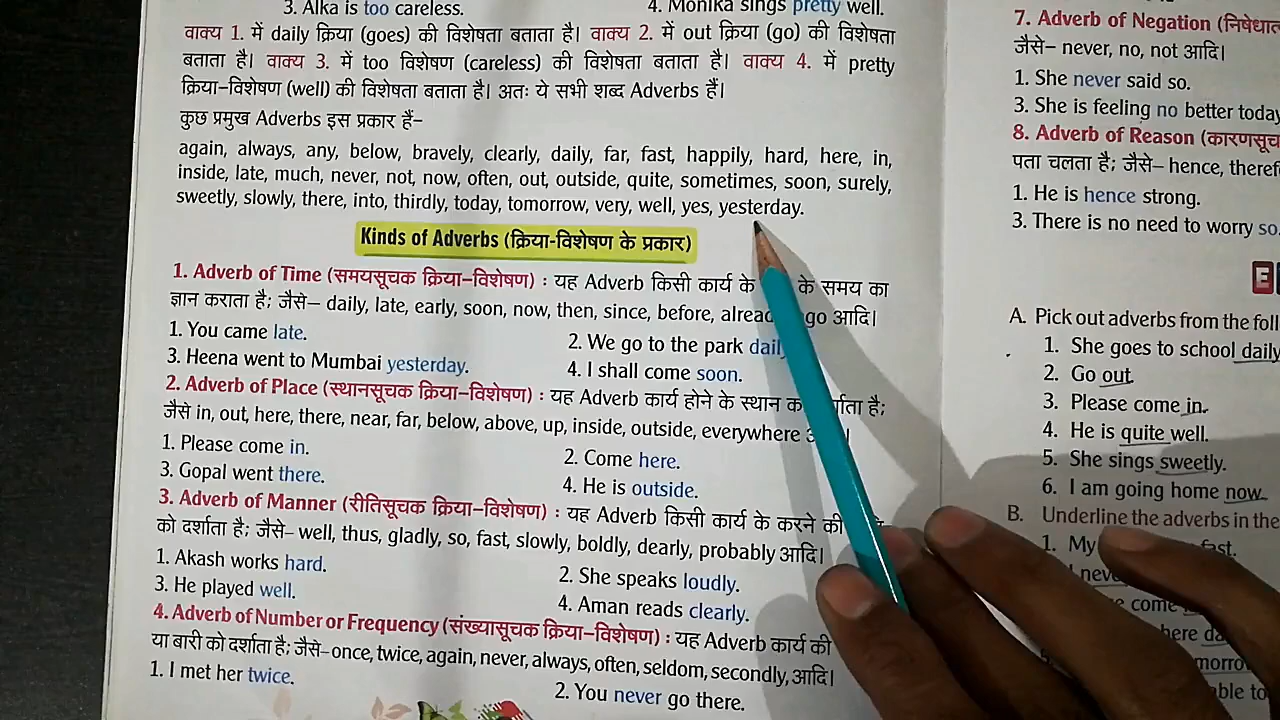 3. Alka is too careless. 4. Monika sings pretty well.
वाक्य 1. में daily क्रिया (goes) की विशेषता बताता है। वाक्य 2. में out क्रिया (go) की विशेषता
बताता है। वाक्य 3. में too विशेषण (careless) की विशेषता बताता है। वाक्य 4. में pretty
क्रिया-विशेषण (well) की विशेषता बताता है। अतः ये सभी शब्द Adverbs हैं।
कुछ प्रमुख Adverbs इस प्रकार हैं–
again, always, any, below, bravely, clearly, daily, far, fast, happily, hard, here, in,
inside, late, much, never, not, now, often, out, outside, quite, sometimes, soon, surely,
sweetly, slowly, there, into, thirdly, today, tomorrow, very, well, yes, yesterday.
Kinds of Adverbs (क्रिया-विशेषण के प्रकार)
1. Adverb of Time (समयसूचक क्रिया-विशेषण) : यह Adverb किसी कार्य के के समय का
ज्ञान कराता है; जैसे– daily, late, early, soon, now, then, since, before, आदि।
1. You came late. 2. We go to the park daily
3. Heena went to Mumbai yesterday. 4. I shall come soon.
2. Adverb of Place (स्थानसूचक क्रिया-विशेषण) : यह Adverb कार्य होने के स्थान है;
जैसे in, out, here, there, near, far, below, above, up, inside, outside, everywhere
1. Please come in. 2. Come here.
3. Gopal went there. 4. He is outside.
3. Adverb of Manner (रीतिसूचक क्रिया-विशेषण) : यह Adverb किसी कार्य के करने की
को दर्शाता है; जैसे– well, thus, gladly, so, fast, slowly, boldly, dearly, probably आदि।
1. Akash works hard. 2. She speaks loudly.
3. He played well. 4. Aman reads clearly.
4. Adverb of Number or Frequency (संख्यासूचक क्रिया-विशेषण) : यह Adverb कार्य की
या बारी को दर्शाता है; जैसे– once, twice, again, never, always, often, seldom, secondly, आदि।
1. I met her twice. 2. You never go there.
7. Adverb of Negation
जैसे– never, no, not आदि।
1. She never said so.
3. She is feeling no better today
8. Adverb of Reason
पता चलता है; जैसे– hence,
1. He is hence strong.
3. There is no need to worry so
E
A. Pick out adverbs from the
1. She goes to school daily
2. Go out
3. Please come in.
4. He is quite well.
5. She sings sweetly.
6. I am going home now
B. Underline the adverbs in the
1. My fast.
come